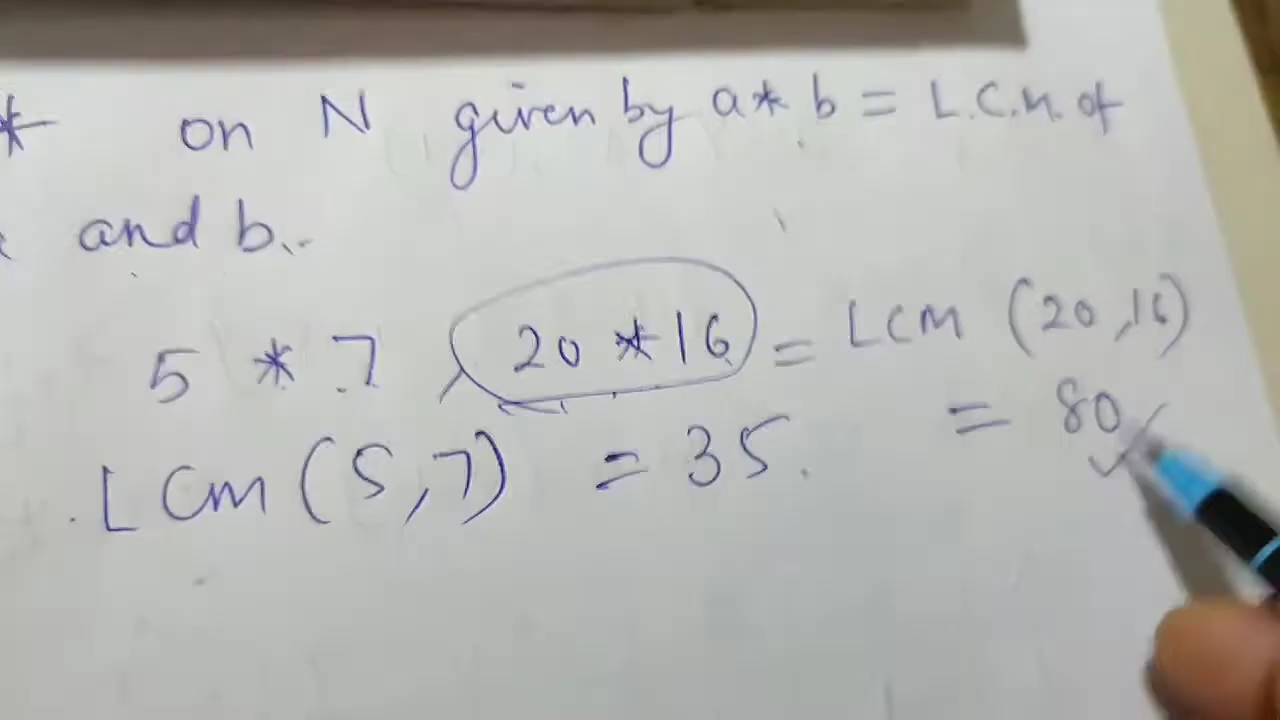 * on N given by a * b = L.C.M. of
and b.
5 * 7, 20 * 16 = LCM (20,16)
= 80
LCM (5,7) = 35.